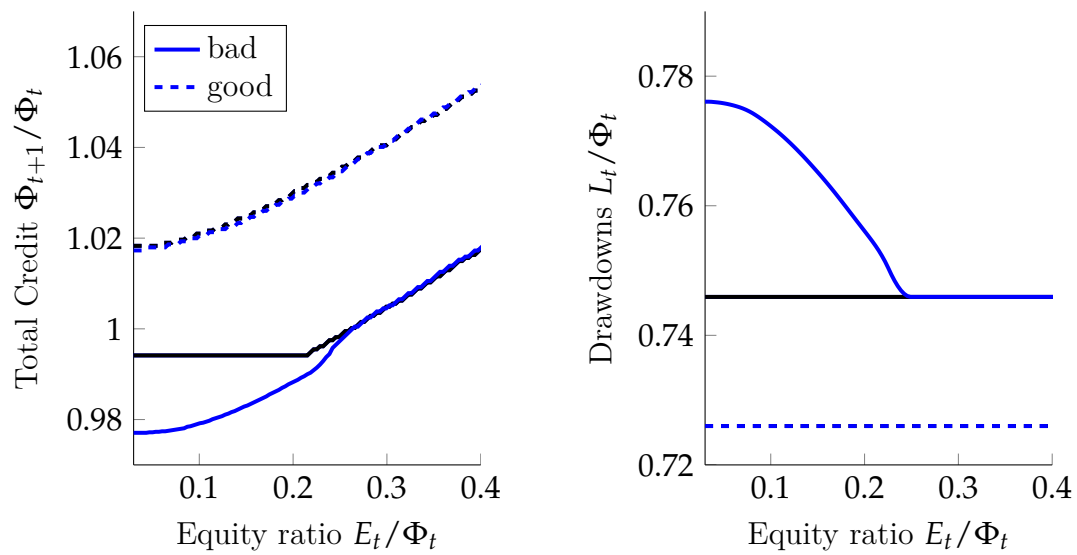 Total Credit Φ_{t+1}/Φ_t
1.06
1.04
1.02
1
0.98
bad
good
0.1 0.2 0.3 0.4
Equity ratio E_t/Φ_t
Drawdowns L_t/Φ_t
0.78
0.76
0.74
0.72
0.1 0.2 0.3 0.4
Equity ratio E_t/Φ_t